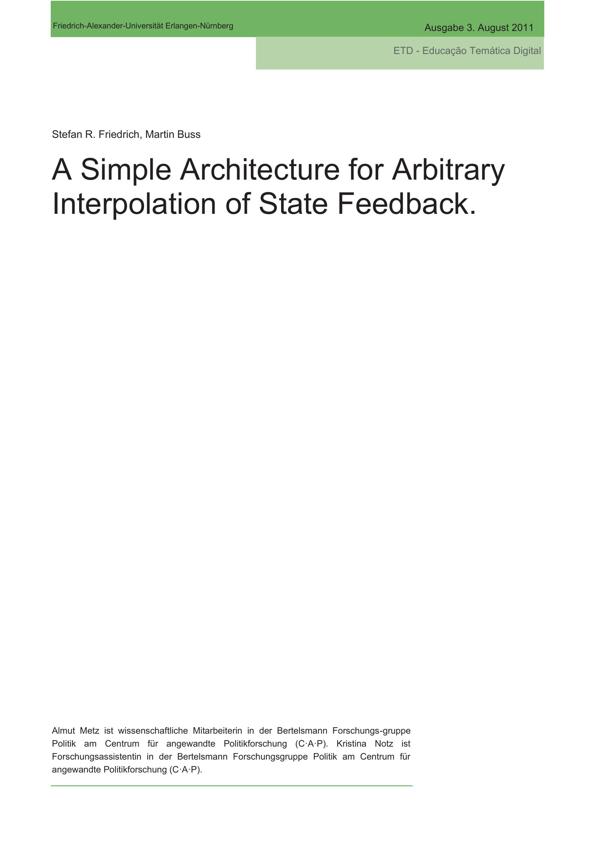 Friedrich-Alexander-Universität Erlangen-Nürnberg
Ausgabe 3. August 2011
ETD - Educação Temática Digital
Stefan R. Friedrich, Martin Buss
A Simple Architecture for Arbitrary
Interpolation of State Feedback.
Almut Metz ist wissenschaftliche Mitarbeiterin in der Bertelsmann Forschungs-gruppe
Politik am Centrum für angewandte Politikforschung (C·A·P). Kristina Notz ist
Forschungsassistentin in der Bertelsmann Forschungsgruppe Politik am Centrum für
angewandte Politikforschung (C·A·P).